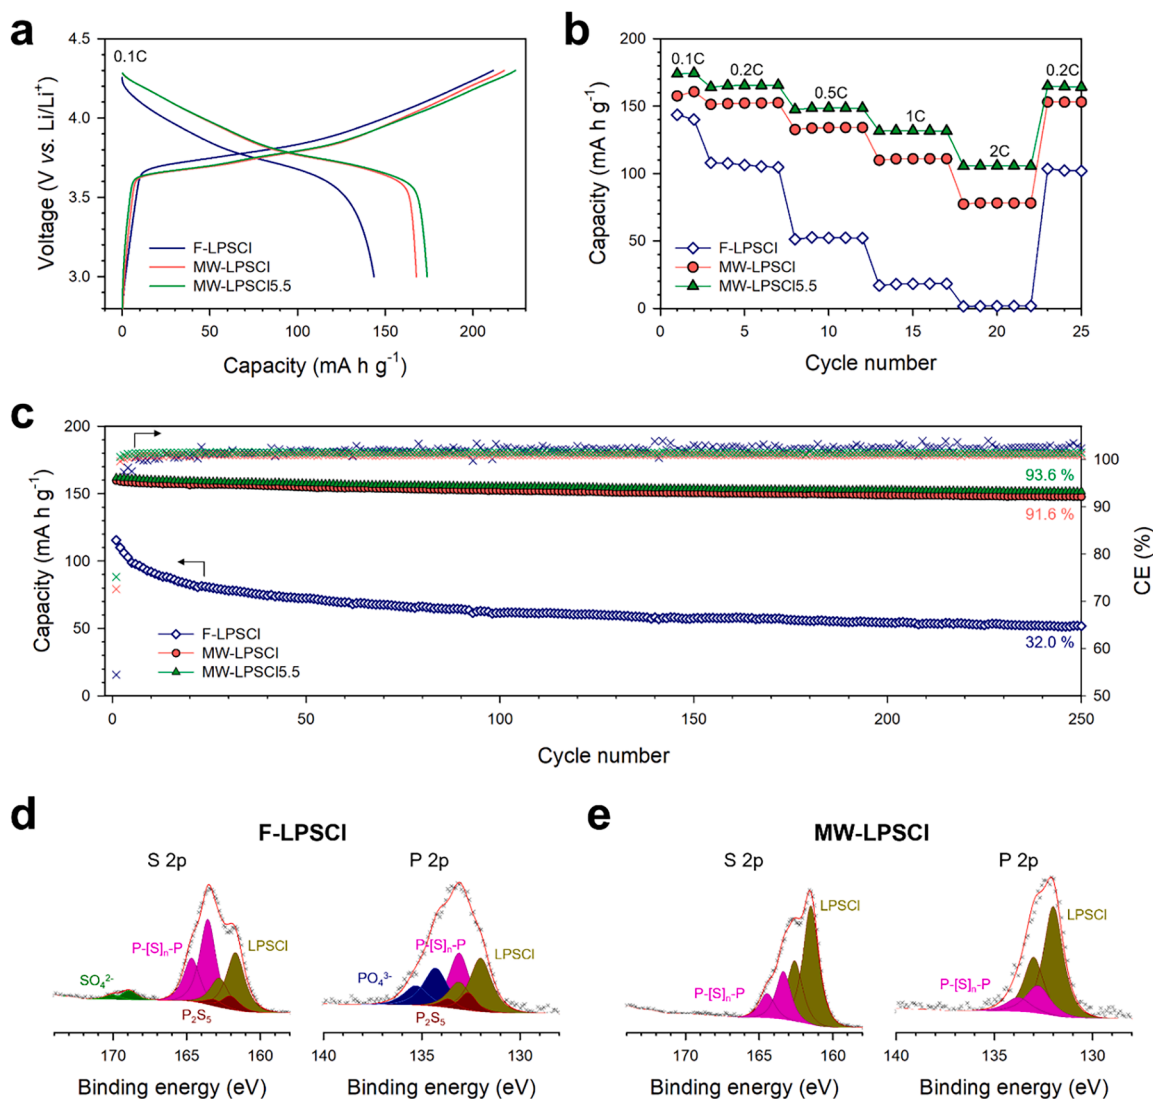 a
4.5
4.0
3.5
3.0
Voltage (V vs. Li/Li⁺
0.1C
F-LPSCl
MW-LPSCl
MW-LPSCl5.5
0 50 100 150 200
Capacity (mA h g⁻¹)
b
200
150
100
50
0
Capacity (mA h g⁻¹)
0.1C
0.2C
0.5C
1C
2C
0.2C
F-LPSCl
MW-LPSCl
MW-LPSCl5.5
0 5 10 15 20 25
Cycle number
c
200
150
100
50
0
Capacity (mA h g⁻¹)
93.6 %
91.6 %
32.0 %
F-LPSCl
MW-LPSCl
MW-LPSCl5.5
100
90
80
70
60
50
CE (%)
0 50 100 150 200 250
Cycle number
d
F-LPSCl
S 2p
SO₄²⁻
P-[S]ₙ-P
LPSCl
P₂S₅
170 165 160
Binding energy (eV)
P 2p
PO₄³⁻
P-[S]ₙ-P
LPSCl
P₂S₅
140 135 130
Binding energy (eV)
e
MW-LPSCl
S 2p
P-[S]ₙ-P
LPSCl
170 165 160
Binding energy (eV)
P 2p
P-[S]ₙ-P
LPSCl
140 135 130
Binding energy (eV)